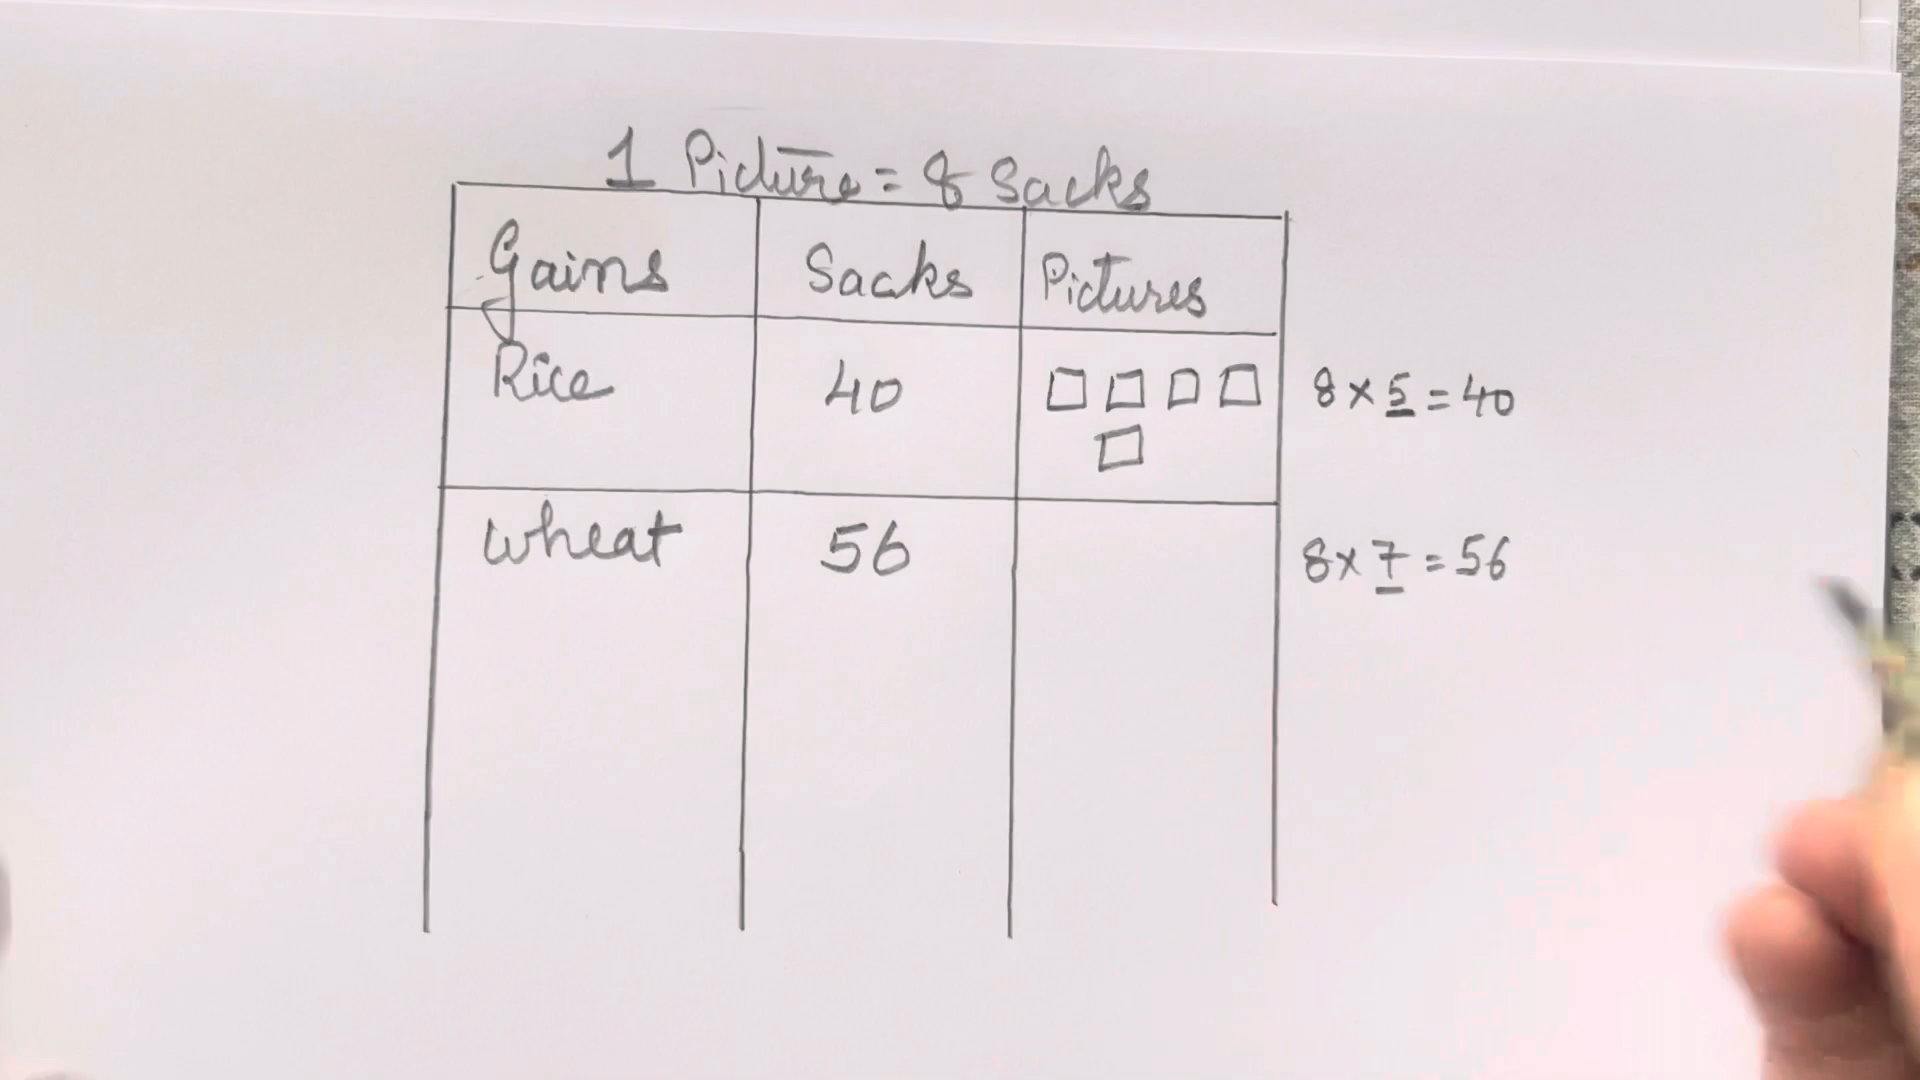 1 Picture = 8 Sacks
Gains Sacks Pictures
Rice 40 8 × 5 = 40
wheat 56 8 × 7 = 56